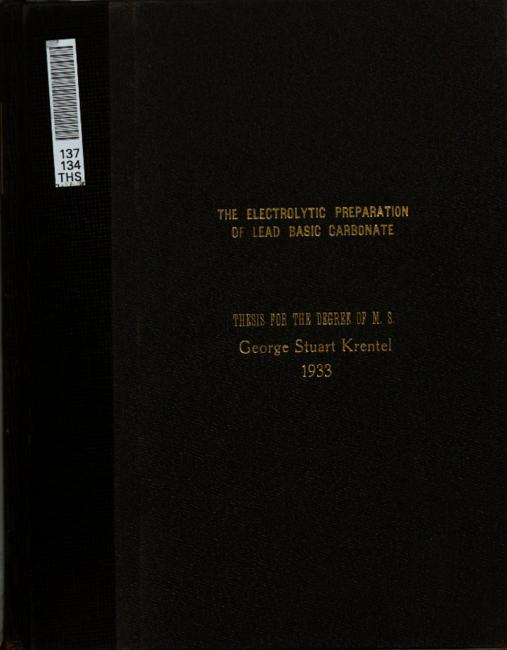 137
134
THS
THE ELECTROLYTIC PREPARATION
OF LEAD BASIC CARBONATE
THESIS FOR THE DEGREE OF M. S.
George Stuart Krentel
1933